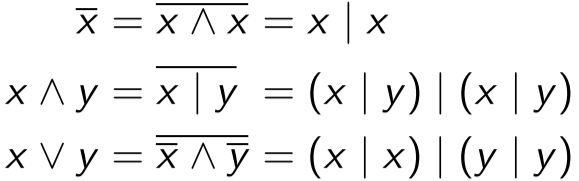 x̅ = \overline{x ∧ x} = x | x
x ∧ y = \overline{x | y} = (x | y) | (x | y)
x ∨ y = \overline{x̅ ∧ y̅} = (x | x) | (y | y)